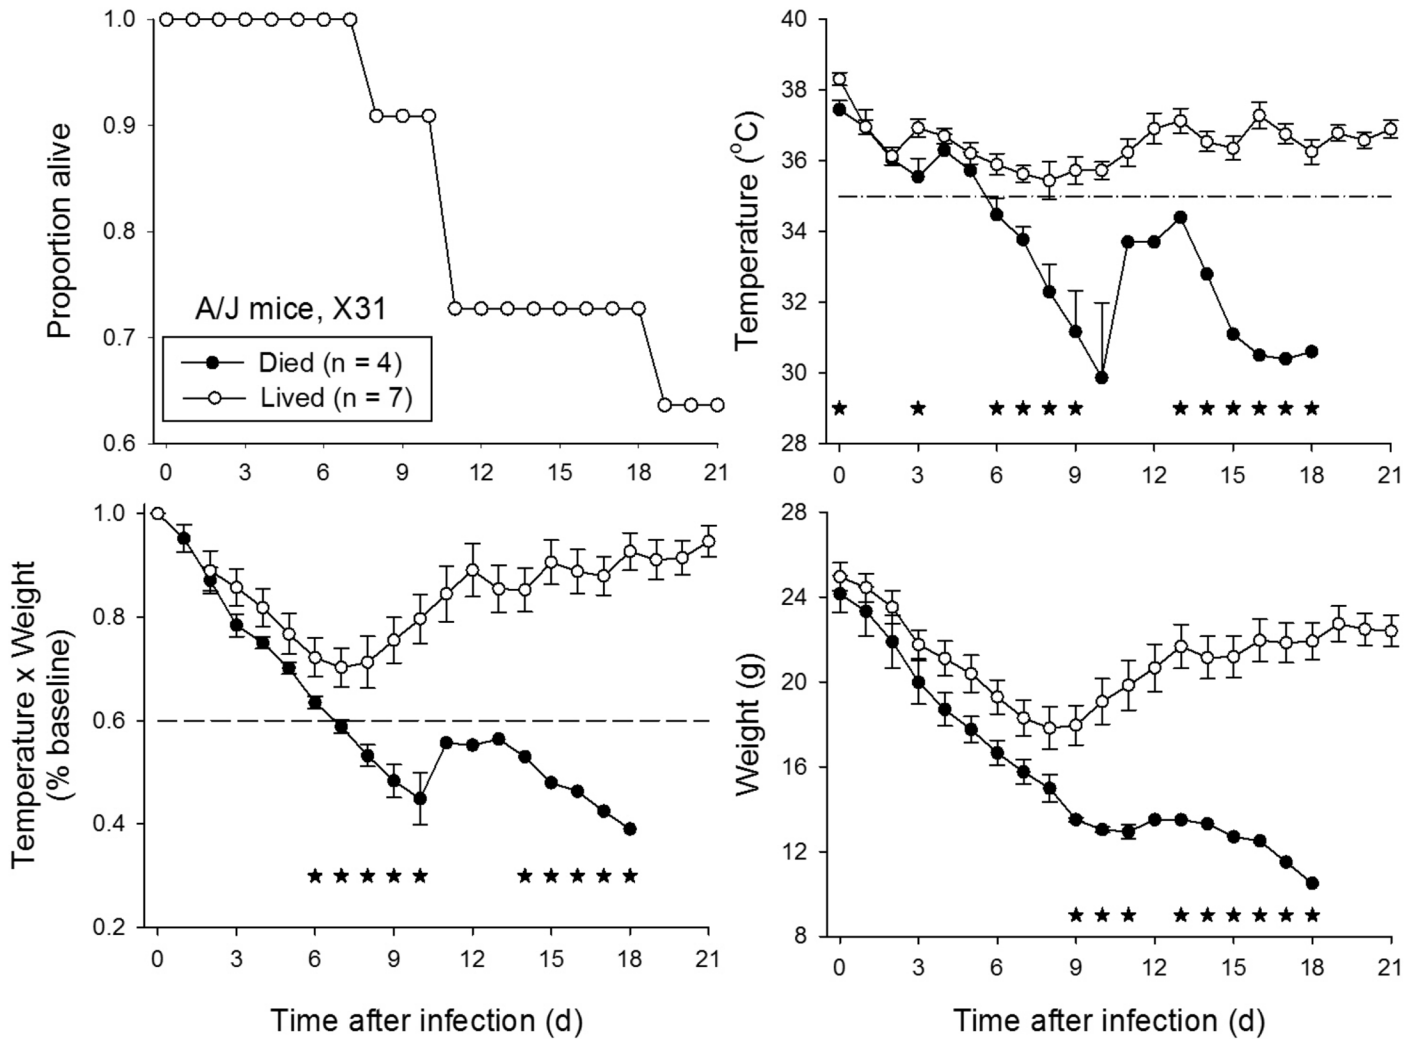 Proportion alive
1.0
0.9
0.8
0.7
0.6
A/J mice, X31
Died (n = 4)
Lived (n = 7)
0 3 6 9 12 15 18 21
Temperature (°C)
40
38
36
34
32
30
28
0 3 6 9 12 15 18 21
Temperature x Weight
(% baseline)
1.0
0.8
0.6
0.4
0.2
0 3 6 9 12 15 18 21
Time after infection (d)
Weight (g)
28
24
20
16
12
8
0 3 6 9 12 15 18 21
Time after infection (d)